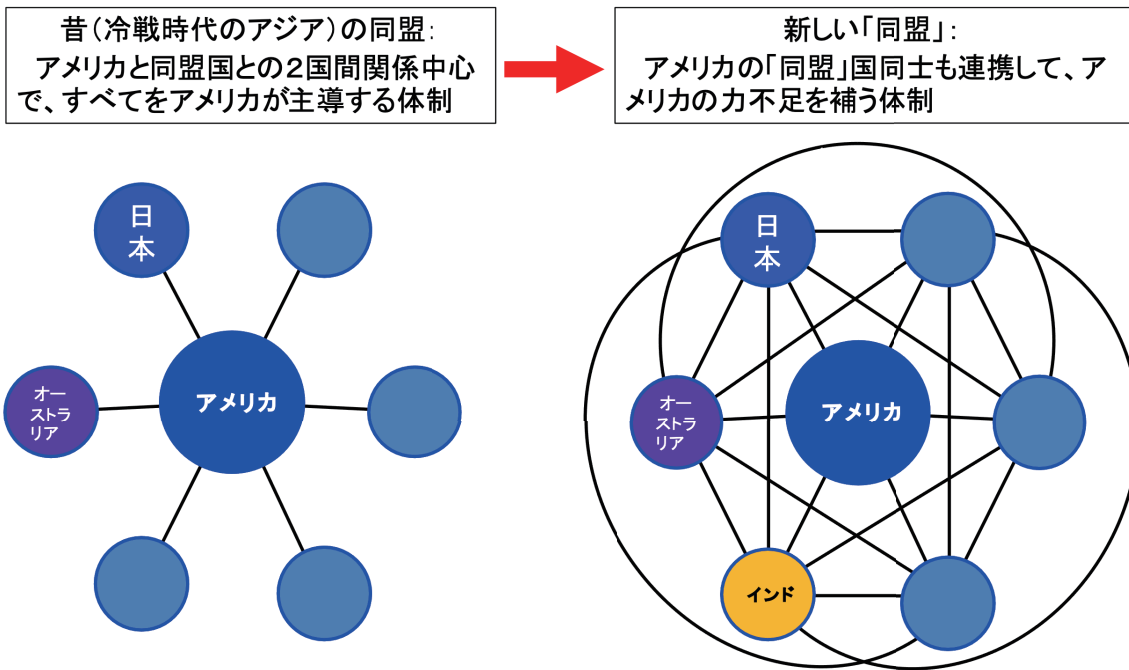 昔(冷戦時代のアジア)の同盟:
アメリカと同盟国との2国間関係中心
で、すべてをアメリカが主導する体制
新しい「同盟」:
アメリカの「同盟」国同士も連携して、ア
メリカの力不足を補う体制
日
本
オー
ストラ
リア
アメリカ
日
本
オー
ストラ
リア
アメリカ
インド